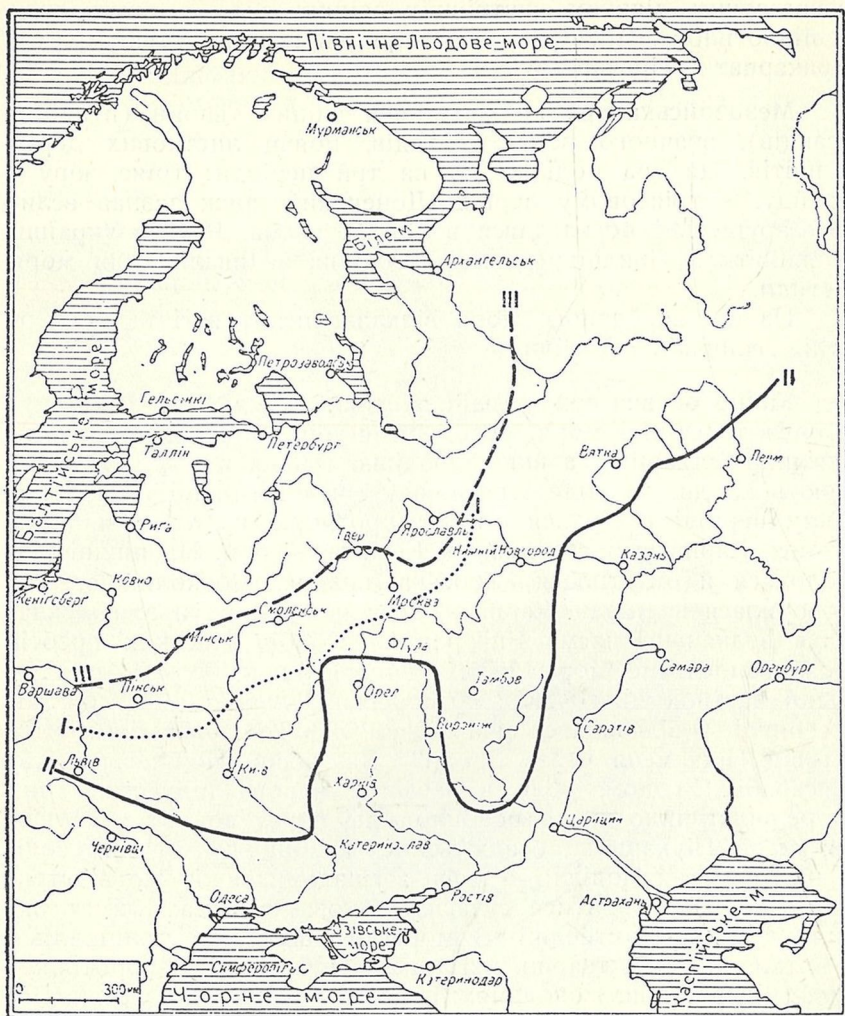 Північне-Льодове-море
Мурманськ
Біле м.
Архангельськ
III
Петрозаводск
II
Гельсінкі
Балтійське море
Таллін
Петербург
Вятка
Перм
Рига
Ярославль
Твер
Нижній Новгород
Казань
Кенігсберг
Ковно
Москва
Смоленськ
Мінськ
Тула
III
Самара
Оренбург
Варшава
Пінськ
Орел
Тамбов
I
Саратів
Вороніж
II
Львів
Київ
Харків
Царицин
Чернівці
Катеринослав
Одеса
Ростів
Астрахань
Озівське
море
Каспійське м.
Симферопіль
Катеринодар
0 300 км
Чорне море